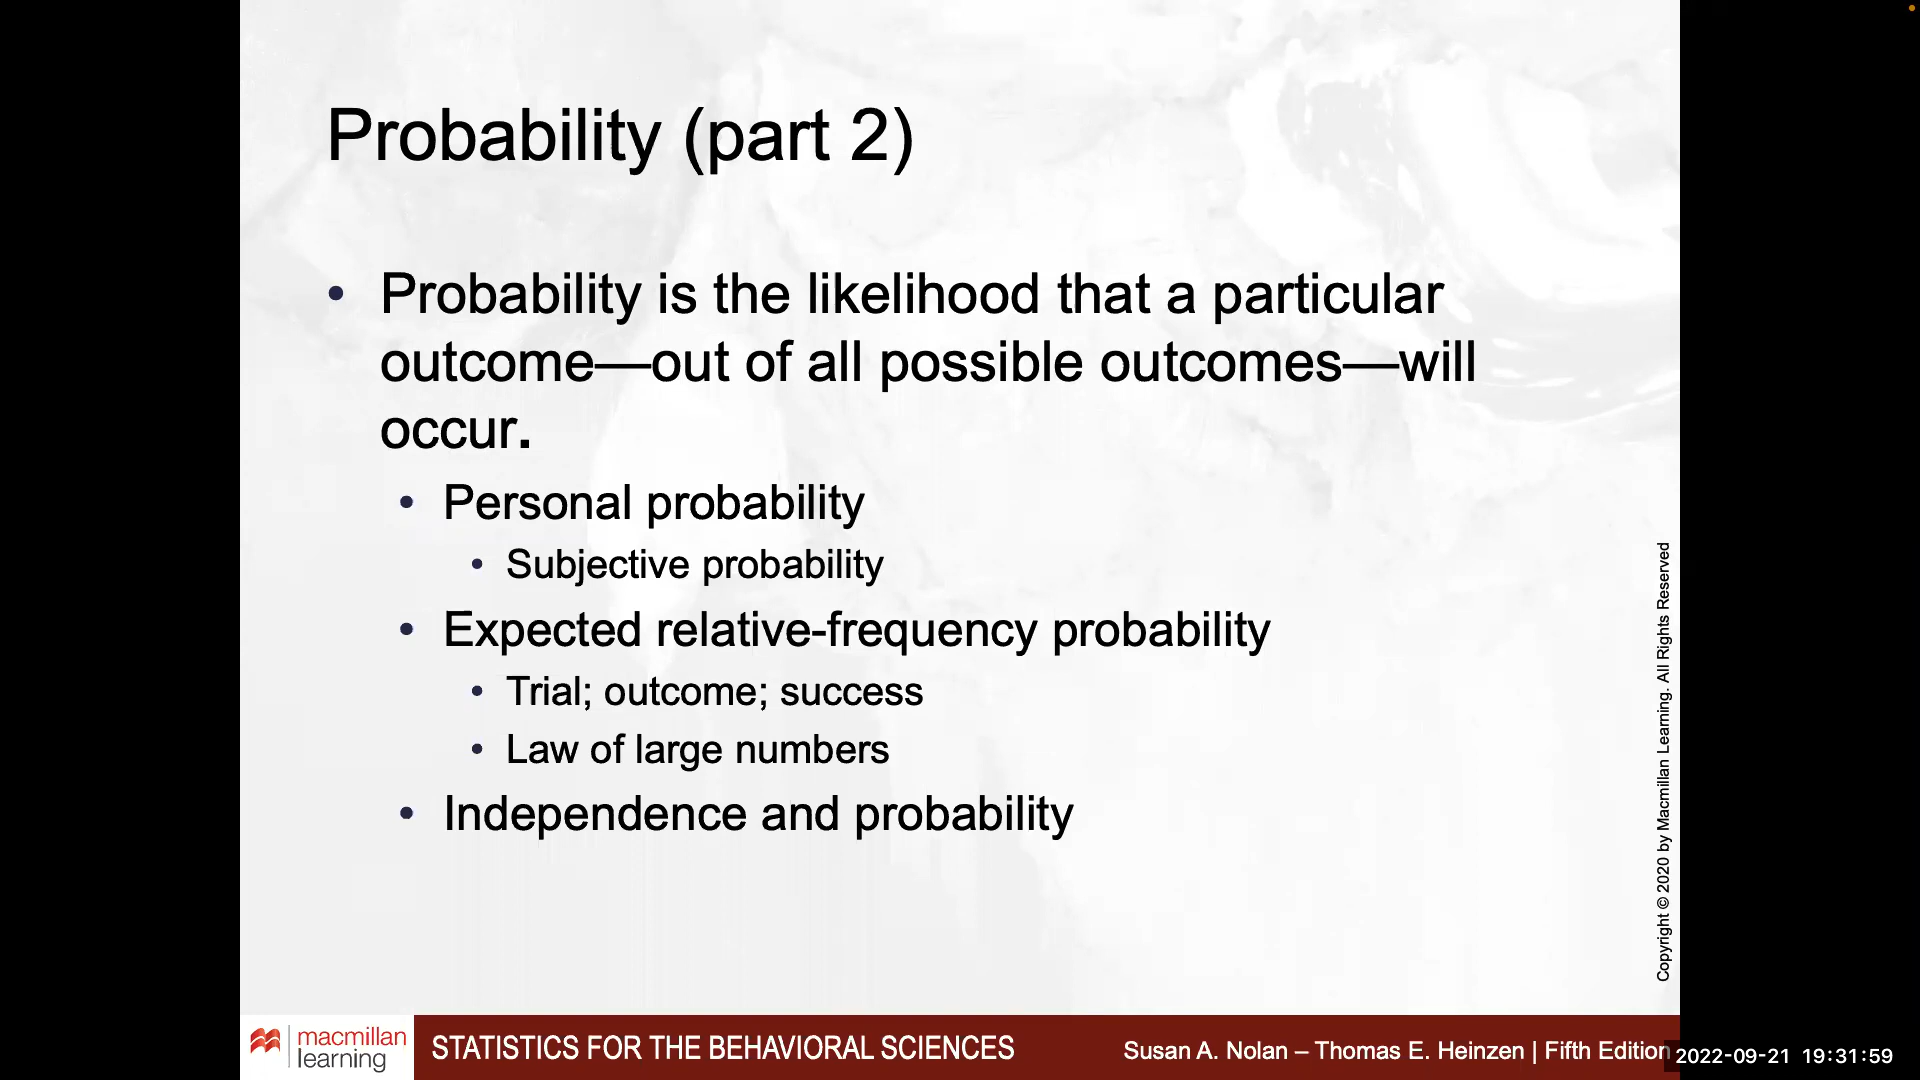 Probability (part 2)
• Probability is the likelihood that a particular
outcome—out of all possible outcomes—will
occur.
• Personal probability
• Subjective probability
• Expected relative-frequency probability
• Trial; outcome; success
• Law of large numbers
• Independence and probability
Copyright © 2020 by Macmillan Learning. All Rights Reserved
macmillan
learning
STATISTICS FOR THE BEHAVIORAL SCIENCES
Susan A. Nolan – Thomas E. Heinzen | Fifth Edition
2022-09-21 19:31:59